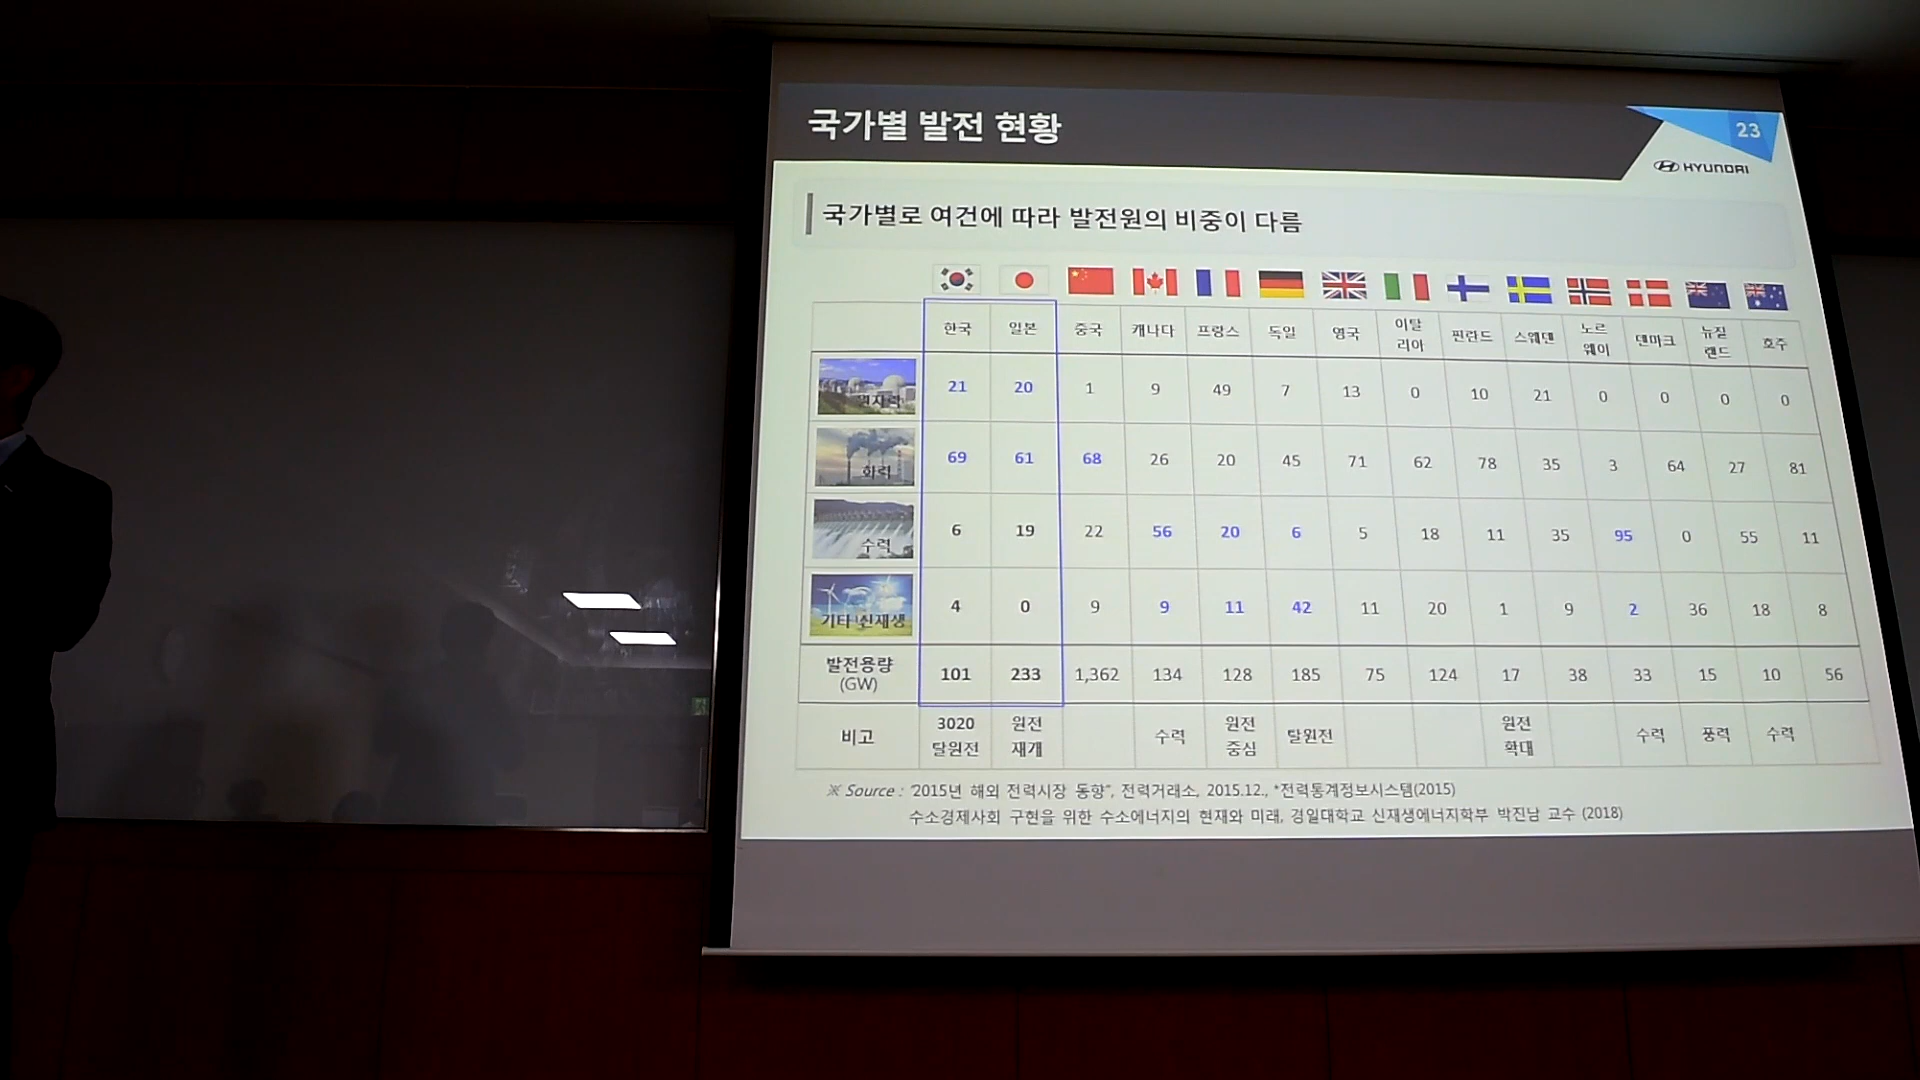 국가별 발전 현황
23
HYUNDAI
국가별로 여건에 따라 발전원의 비중이 다름
한국 일본 중국 캐나다 프랑스 독일 영국 이탈리아 핀란드 스웨덴 노르웨이 덴마크 뉴질랜드 호주
원자력 21 20 1 9 49 7 13 0 10 21 0 0 0 0
화력 69 61 68 26 20 45 71 62 78 35 3 64 27 81
수력 6 19 22 56 20 6 5 18 11 35 95 0 55 11
기타 신재생 4 0 9 9 11 42 11 20 1 9 2 36 18 8
발전용량 (GW) 101 233 1,362 134 128 185 75 124 17 38 33 15 10 56
비고 3020 탈원전 원전 재개 수력 원전 중심 탈원전 원전 확대 수력 풍력 수력
※ Source : "2015년 해외 전력시장 동향", 전력거래소, 2015.12., *전력통계정보시스템(2015)
수소경제사회 구현을 위한 수소에너지의 현재와 미래, 경일대학교 신재생에너지학부 박진남 교수 (2018)